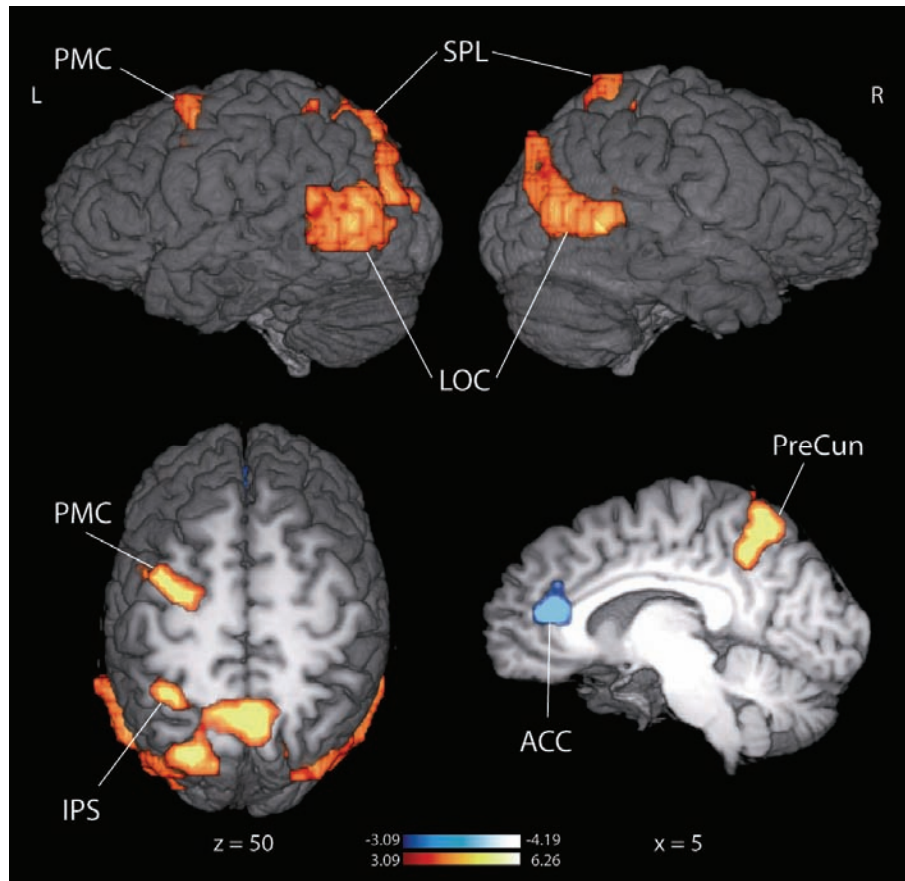 PMC
SPL
L
R
LOC
PreCun
PMC
ACC
IPS
z = 50
-3.09
-4.19
x = 5
3.09
6.26